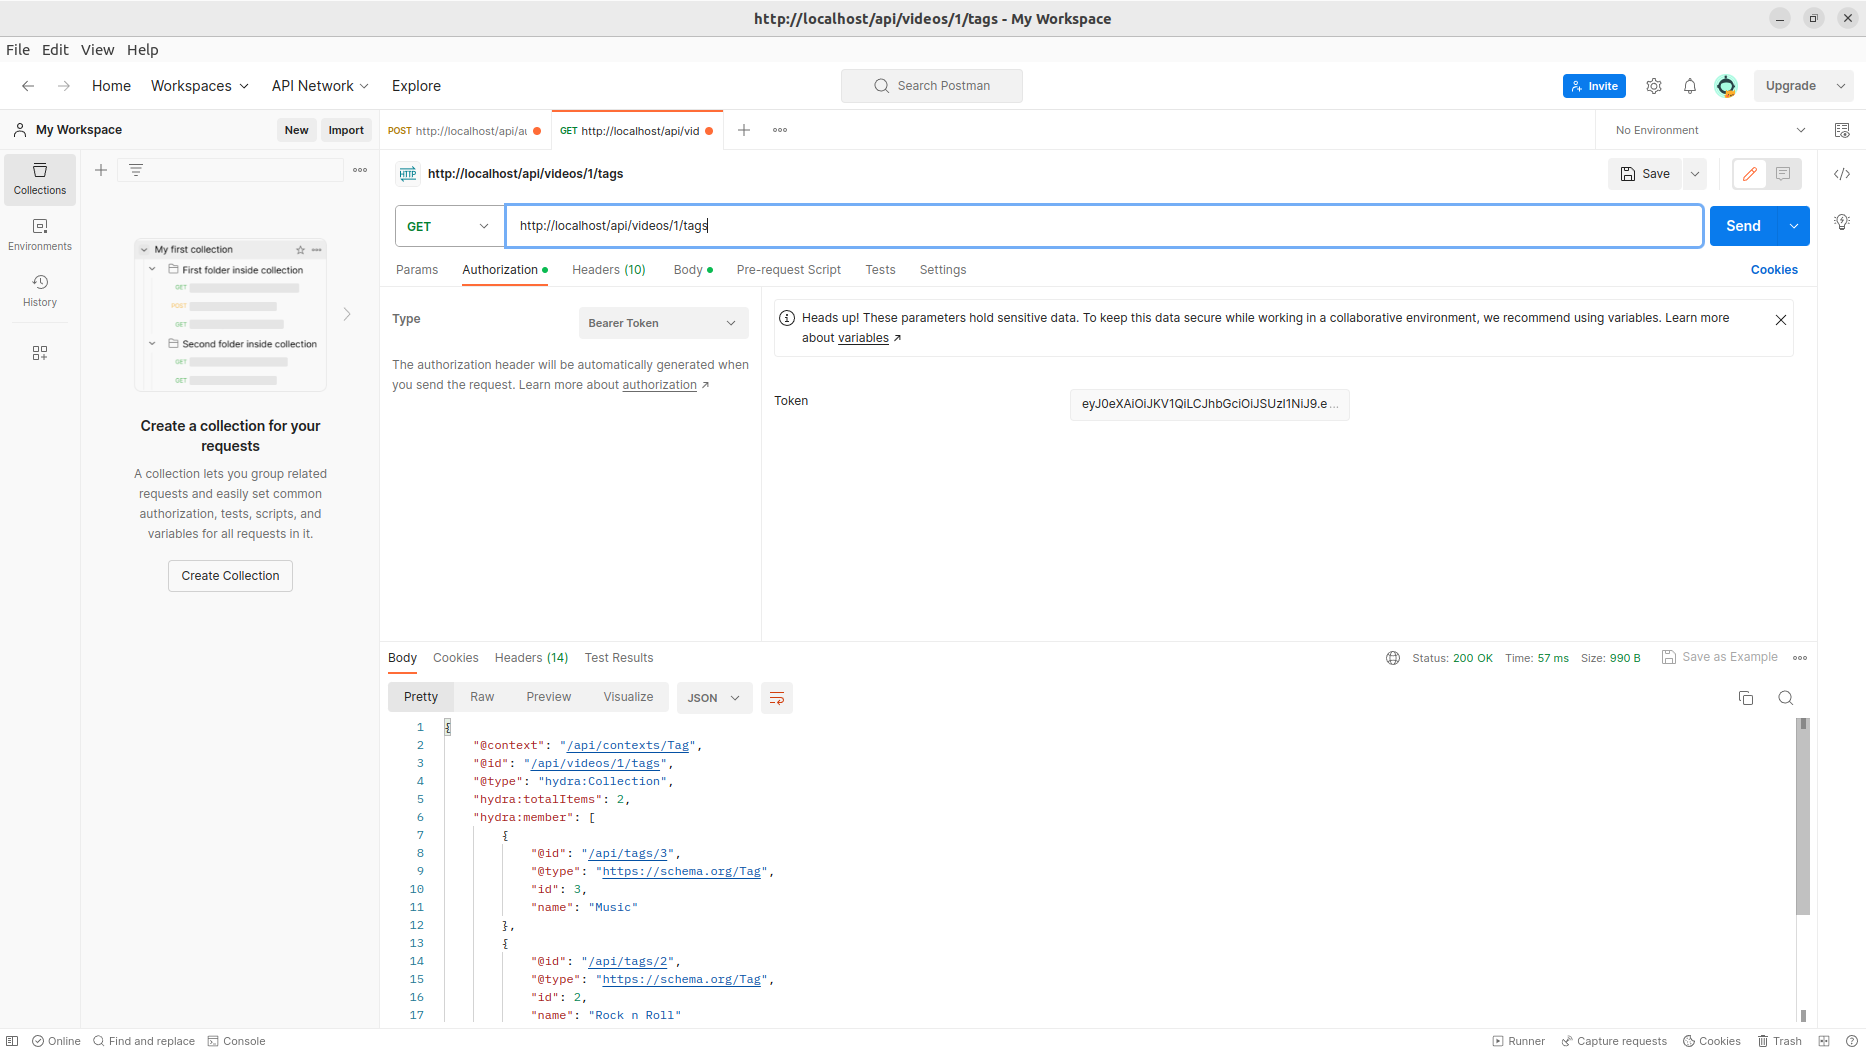 http://localhost/api/videos/1/tags - My Workspace
File Edit View Help
Home Workspaces API Network Explore
Search Postman
Invite
Upgrade
My Workspace
New Import
POST http://localhost/api/au
GET http://localhost/api/vid
No Environment
Collections
Environments
History
My first collection
First folder inside collection
GET
POST
GET
Second folder inside collection
GET
GET
Create a collection for your
requests
A collection lets you group related
requests and easily set common
authorization, tests, scripts, and
variables for all requests in it.
Create Collection
HTTP http://localhost/api/videos/1/tags
Save
GET http://localhost/api/videos/1/tags
Send
Params Authorization Headers (10) Body Pre-request Script Tests Settings
Cookies
Type
Bearer Token
The authorization header will be automatically generated when
you send the request. Learn more about authorization ↗
Heads up! These parameters hold sensitive data. To keep this data secure while working in a collaborative environment, we recommend using variables. Learn more
about variables ↗
Token
eyJ0eXAiOiJKV1QiLCJhbGciOiJSUzI1NiJ9.e...
Body Cookies Headers (14) Test Results
Status: 200 OK Time: 57 ms Size: 990 B
Save as Example
Pretty Raw Preview Visualize JSON
1 {
2 "@context": "/api/contexts/Tag",
3 "@id": "/api/videos/1/tags",
4 "@type": "hydra:Collection",
5 "hydra:totalItems": 2,
6 "hydra:member": [
7 {
8 "@id": "/api/tags/3",
9 "@type": "https://schema.org/Tag",
10 "id": 3,
11 "name": "Music"
12 },
13 {
14 "@id": "/api/tags/2",
15 "@type": "https://schema.org/Tag",
16 "id": 2,
17 "name": "Rock n Roll"
Online Find and replace Console
Runner Capture requests Cookies Trash